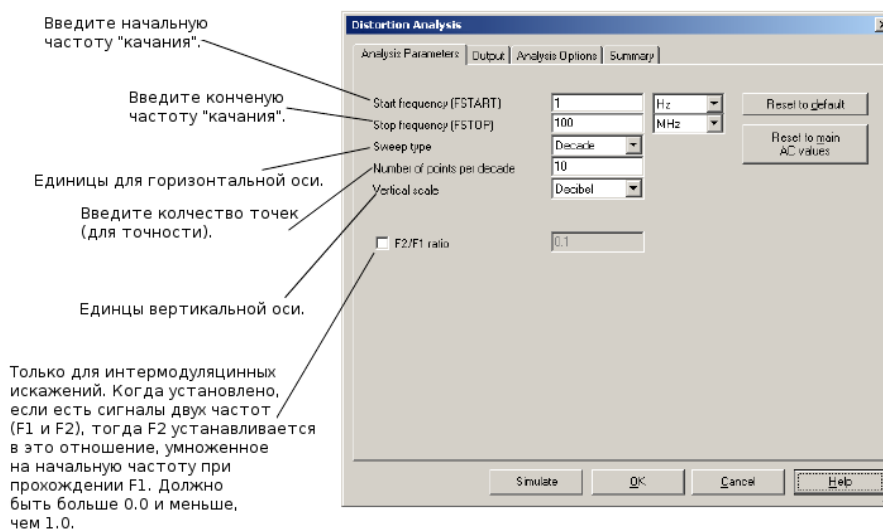 Введите начальную
частоту "качания".
Введите конченую
частоту "качания".
Единицы для горизонтальной оси.
Введите колчество точек
(для точности).
Единцы вертикальной оси.
Только для интермодуляцинных
искажений. Когда установлено,
если есть сигналы двух частот
(F1 и F2), тогда F2 устанавливается
в это отношение, умноженное
на начальную частоту при
прохождении F1. Должно
быть больше 0.0 и меньше,
чем 1.0.
Distortion Analysis
Analysis Parameters Output Analysis Options Summary
Start frequency (FSTART) 1 Hz Reset to default
Stop frequency (FSTOP) 100 MHz
Sweep type Decade Reset to main
AC values
Number of points per decade 10
Vertical scale Decibel
F2/F1 ratio 0.1
Simulate OK Cancel Help